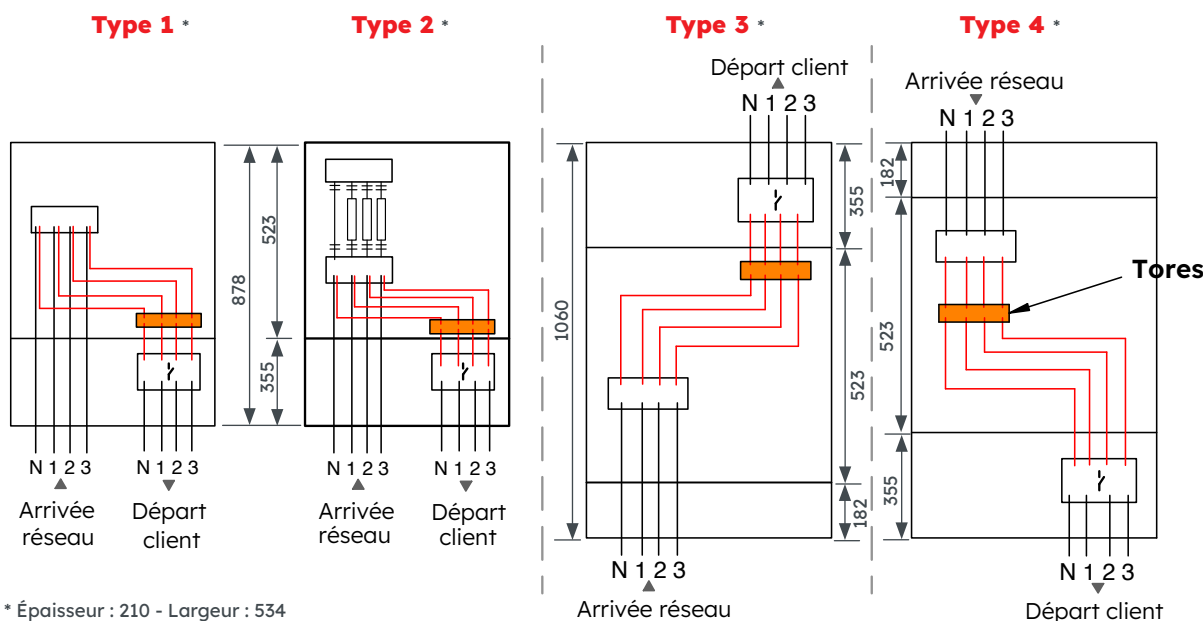 Type 1 *
Type 2 *
Type 3 *
Type 4 *
Départ client
N 1 2 3
Arrivée réseau
N 1 2 3
523
878
355
355
1060
523
182
182
523
355
Tores
N 1 2 3
Arrivée
réseau
Départ
client
N 1 2 3
N 1 2 3
Arrivée
réseau
Départ
client
N 1 2 3
N 1 2 3
Arrivée réseau
N 1 2 3
Départ client
* Épaisseur : 210 - Largeur : 534